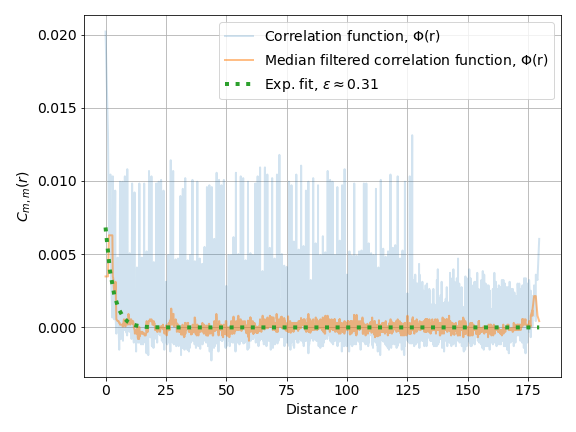 Correlation function, Φ(r)
Median filtered correlation function, Φ(r)
Exp. fit, ε ≈ 0.31
C_{m,m}(r)
0.020
0.015
0.010
0.005
0.000
0 25 50 75 100 125 150 175
Distance r